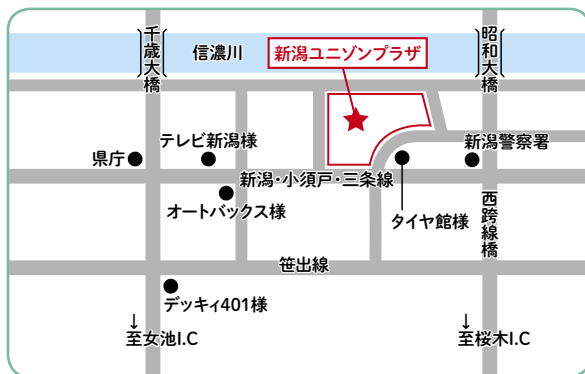 千歳大橋
信濃川
新潟ユニゾンプラザ
昭和大橋
県庁
テレビ新潟様
新潟警察署
新潟・小須戸・三条線
オートバックス様
タイヤ館様
西跨線橋
笹出線
デッキィ401様
↓
至女池I.C
↓
至桜木I.C